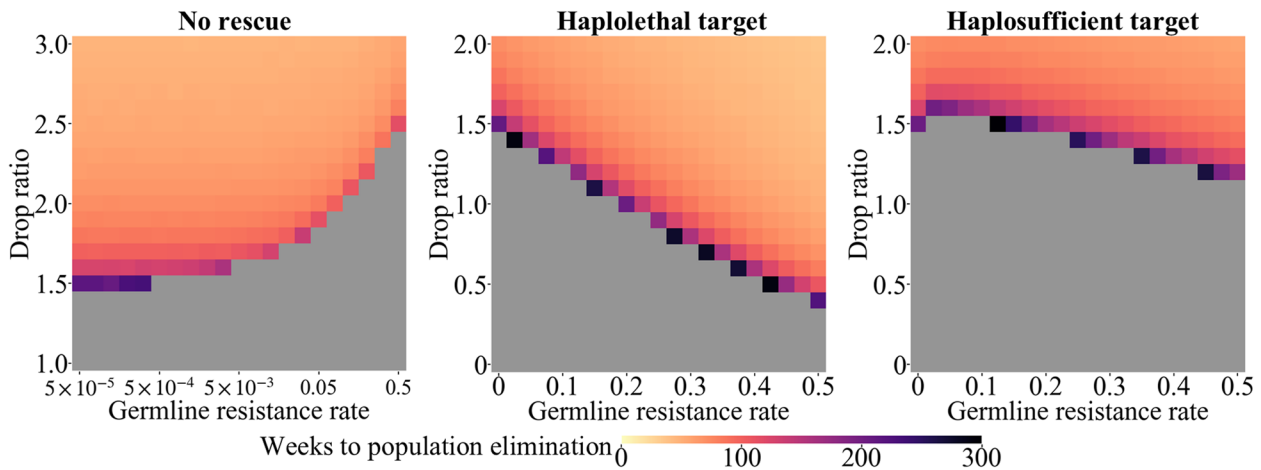 No rescue
Haplolethal target
Haplosufficient target
Drop ratio
3.0
2.5
2.0
1.5
1.0
5×10⁻⁵ 5×10⁻⁴ 5×10⁻³ 0.05 0.5
Germline resistance rate
Drop ratio
2.0
1.5
1.0
0.5
0
0 0.1 0.2 0.3 0.4 0.5
Germline resistance rate
Drop ratio
2.0
1.5
1.0
0.5
0
0 0.1 0.2 0.3 0.4 0.5
Germline resistance rate
Weeks to population elimination
0 100 200 300